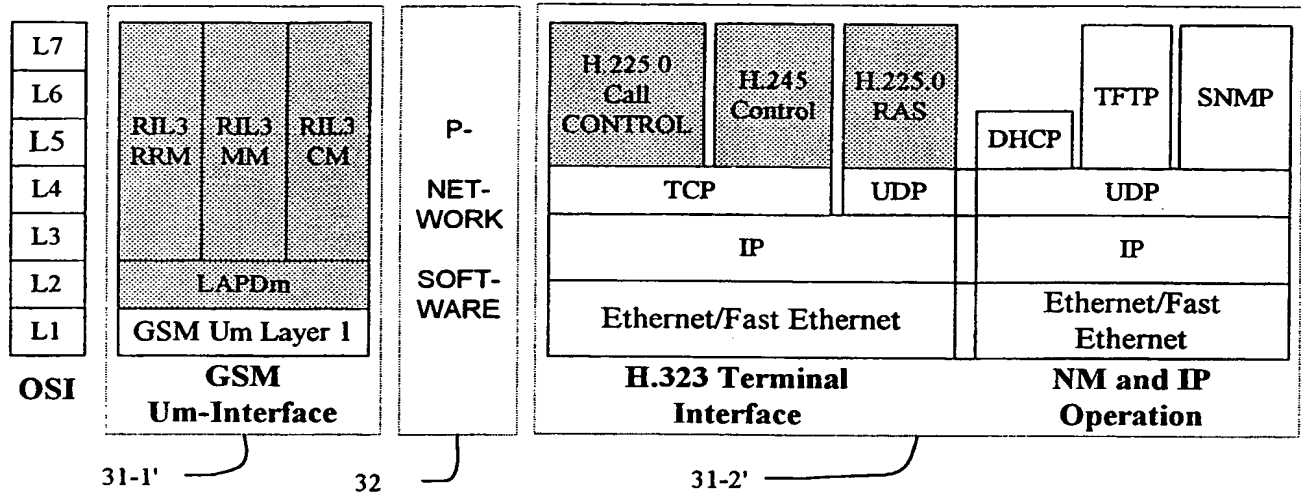 L7
L6
L5
L4
L3
L2
L1
OSI
RIL3
RRM
RIL3
MM
RIL3
CM
LAPDm
GSM Um Layer 1
GSM
Um-Interface
31-1'
P-
NET-
WORK
SOFT-
WARE
32
H.225 0
Call
CONTROL
H.245
Control
H.225.0
RAS
TCP
UDP
IP
Ethernet/Fast Ethernet
H.323 Terminal
Interface
DHCP
TFTP
SNMP
UDP
IP
Ethernet/Fast
Ethernet
NM and IP
Operation
31-2'